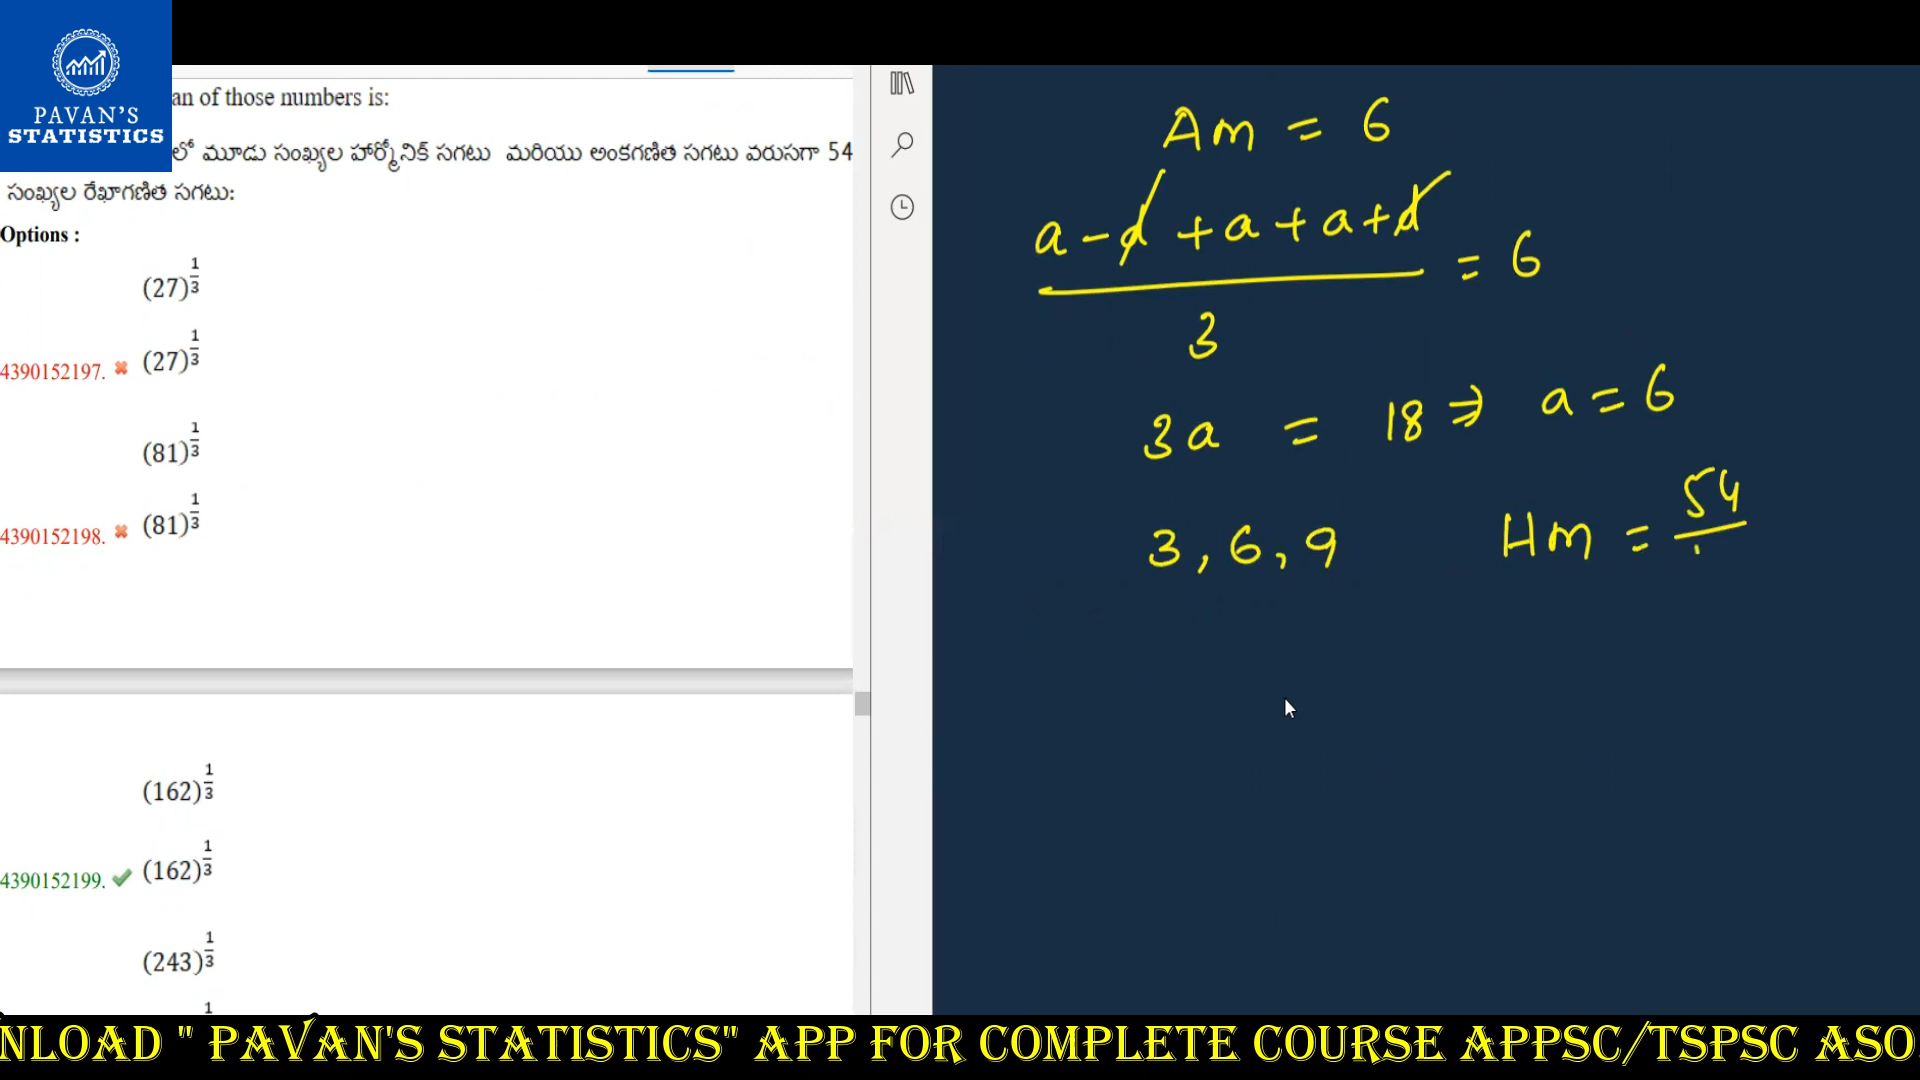 PAVAN'S
STATISTICS
an of those numbers is:
లో మూడు సంఖ్యల హార్మోనిక్ సగటు మరియు అంకగణిత సగటు వరుసగా 54
సంఖ్యల రేఖాగణిత సగటు:
Options :
(27)^1/3
4390152197. ✖ (27)^1/3
(81)^1/3
4390152198. ✖ (81)^1/3
(162)^1/3
4390152199. ✔ (162)^1/3
(243)^1/3
1
Am = 6
a - d + a + a + d / 3 = 6
3a = 18 ⇒ a = 6
3, 6, 9
Hm = 54/
NLOAD " PAVAN'S STATISTICS" APP FOR COMPLETE COURSE APPSC/TSPSC ASO